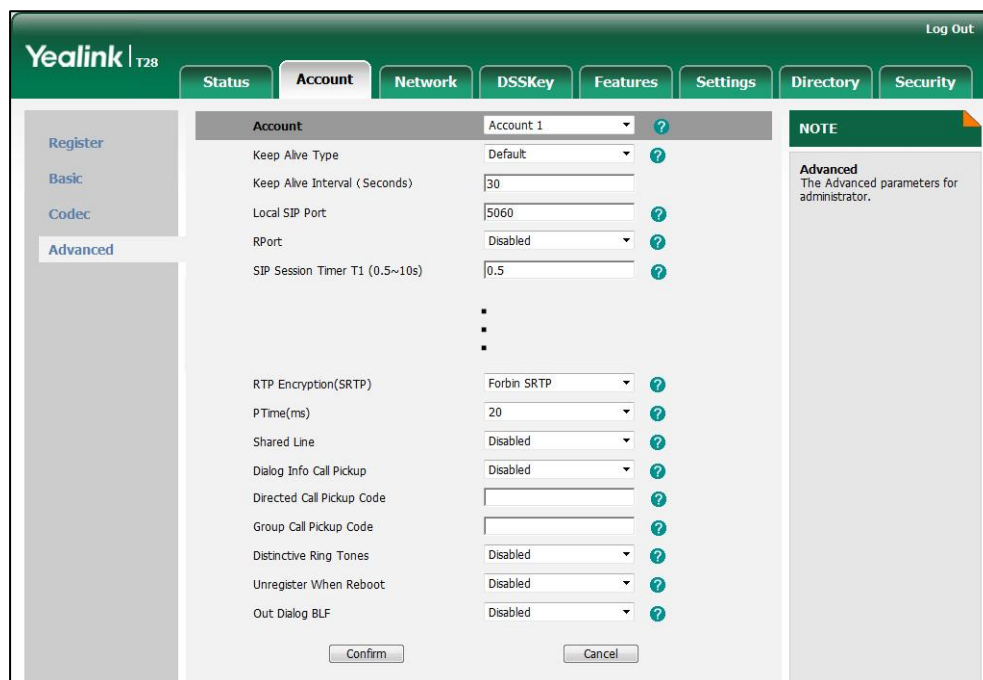 Log Out
Yealink T28
Status Account Network DSSKey Features Settings Directory Security
Register
Basic
Codec
Advanced
Account Account 1 ?
Keep Alive Type Default ?
Keep Alive Interval (Seconds) 30
Local SIP Port 5060 ?
RPort Disabled ?
SIP Session Timer T1 (0.5~10s) 0.5 ?
RTP Encryption(SRTP) Forbin SRTP ?
PTime(ms) 20 ?
Shared Line Disabled ?
Dialog Info Call Pickup Disabled ?
Directed Call Pickup Code ?
Group Call Pickup Code ?
Distinctive Ring Tones Disabled ?
Unregister When Reboot Disabled ?
Out Dialog BLF Disabled ?
Confirm Cancel
NOTE
Advanced
The Advanced parameters for
administrator.